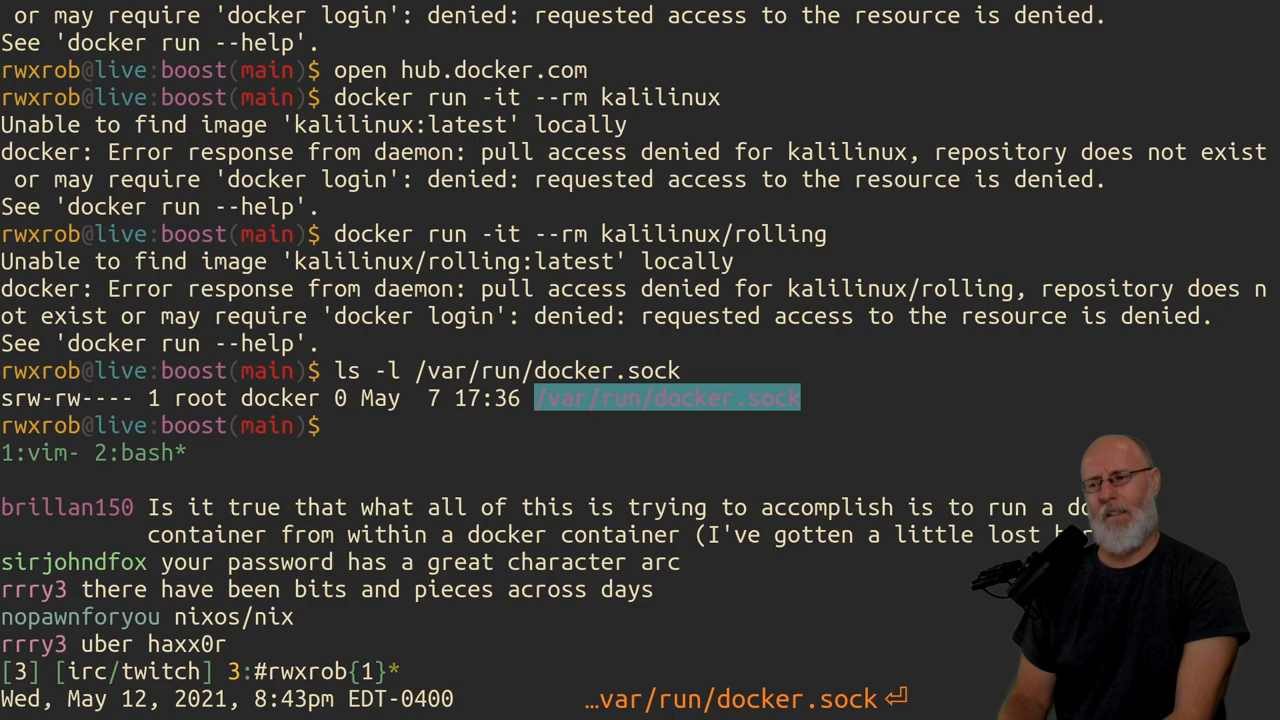 or may require 'docker login': denied: requested access to the resource is denied.
See 'docker run --help'.
rwxrob@live:boost(main)$ open hub.docker.com
rwxrob@live:boost(main)$ docker run -it --rm kalilinux
Unable to find image 'kalilinux:latest' locally
docker: Error response from daemon: pull access denied for kalilinux, repository does not exist
 or may require 'docker login': denied: requested access to the resource is denied.
See 'docker run --help'.
rwxrob@live:boost(main)$ docker run -it --rm kalilinux/rolling
Unable to find image 'kalilinux/rolling:latest' locally
docker: Error response from daemon: pull access denied for kalilinux/rolling, repository does n
ot exist or may require 'docker login': denied: requested access to the resource is denied.
See 'docker run --help'.
rwxrob@live:boost(main)$ ls -l /var/run/docker.sock
srw-rw---- 1 root docker 0 May  7 17:36 /var/run/docker.sock
rwxrob@live:boost(main)$
1:vim- 2:bash*
brillan150 Is it true that what all of this is trying to accomplish is to run a
container from within a docker container (I've gotten a little lost
sirjohndfox your password has a great character arc
rrry3 there have been bits and pieces across days
nopawnforyou nixos/nix
rrry3 uber haxx0r
[3] [irc/twitch] 3:#rwxrob{1}*
Wed, May 12, 2021, 8:43pm EDT-0400 …var/run/docker.sock ⏎